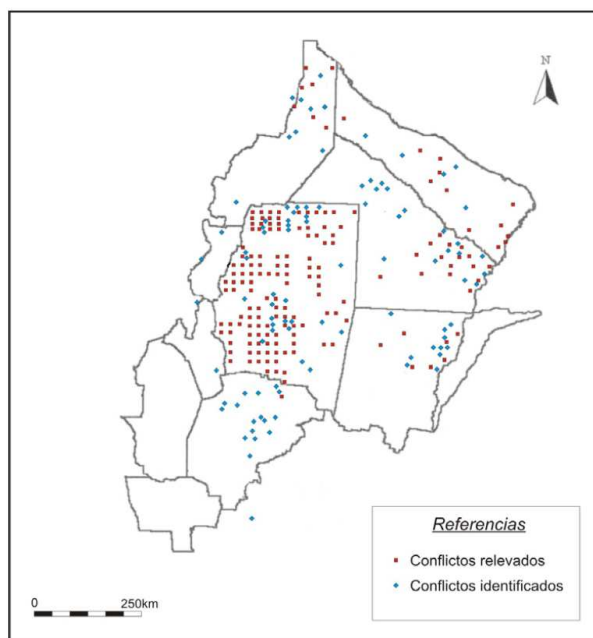 N
Referencias
Conflictos relevados
Conflictos identificados
0 250km